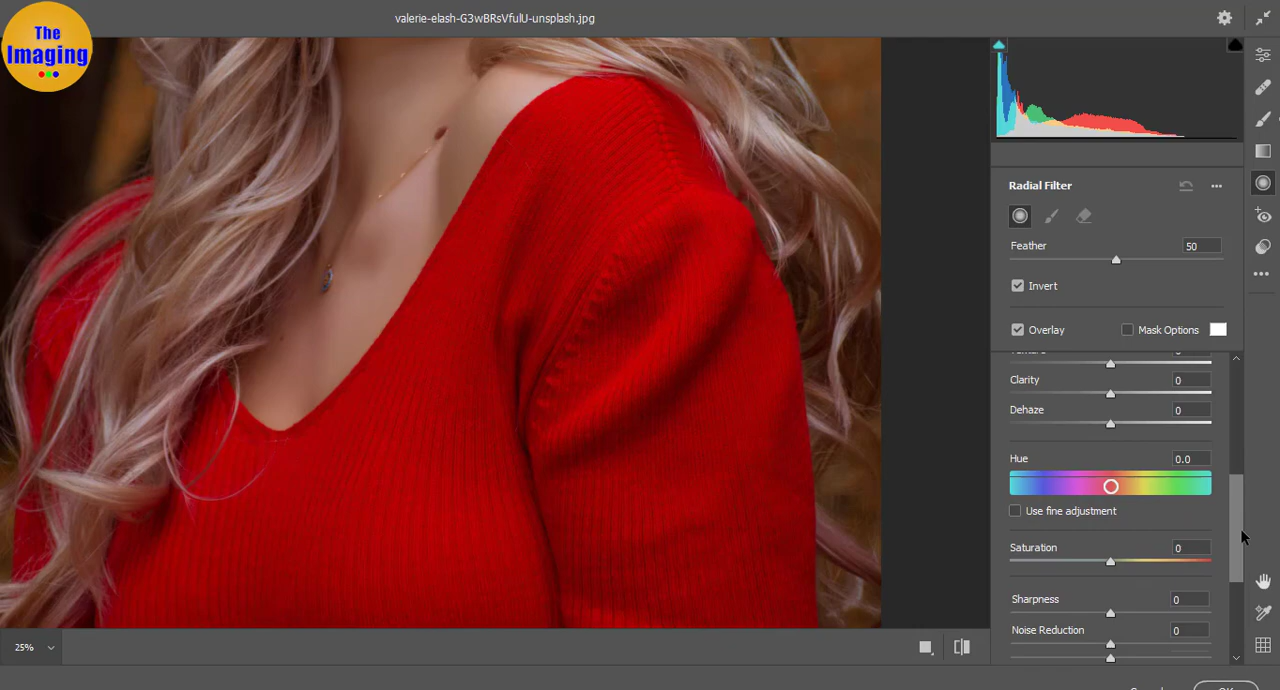 The
Imaging
valerie-elash-G3wBRsVfulU-unsplash.jpg
Radial Filter
Feather 50
Invert
Overlay Mask Options
Clarity 0
Dehaze 0
Hue 0.0
Use fine adjustment
Saturation 0
Sharpness 0
Noise Reduction 0
25%